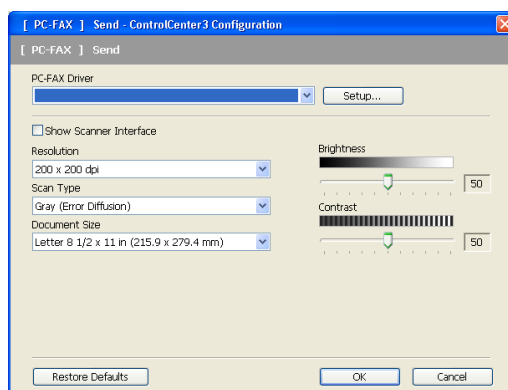 [ PC-FAX ] Send - ControlCenter3 Configuration
[ PC-FAX ] Send
PC-FAX Driver
Setup...
Show Scanner Interface
Resolution
200 x 200 dpi
Scan Type
Gray (Error Diffusion)
Document Size
Letter 8 1/2 x 11 in (215.9 x 279.4 mm)
Brightness
50
Contrast
50
Restore Defaults
OK
Cancel